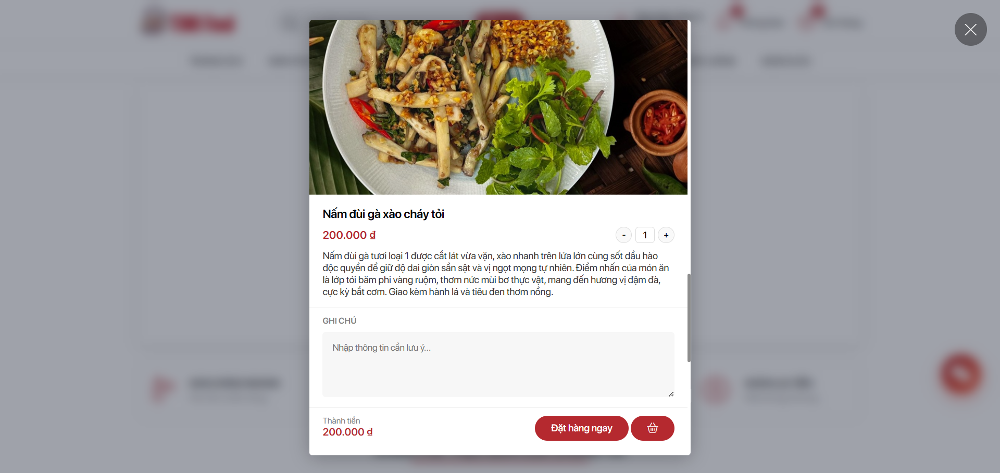 Nấm đùi gà xào cháy tỏi
200.000 ₫
- 1 +
Nấm đùi gà tươi loại 1 được cắt lát vừa vặn, xào nhanh trên lửa lớn cùng sốt dầu hào
độc quyền để giữ độ dai giòn sần sật và vị ngọt mọng tự nhiên. Điểm nhấn của món ăn
là lớp tỏi băm phi vàng ruộm, thơm nức mùi bơ thực vật, mang đến hương vị đậm đà,
cực kỳ bắt cơm. Giao kèm hành lá và tiêu đen thơm nồng.
GHI CHÚ
Nhập thông tin cần lưu ý...
Thành tiền
200.000 ₫
Đặt hàng ngay